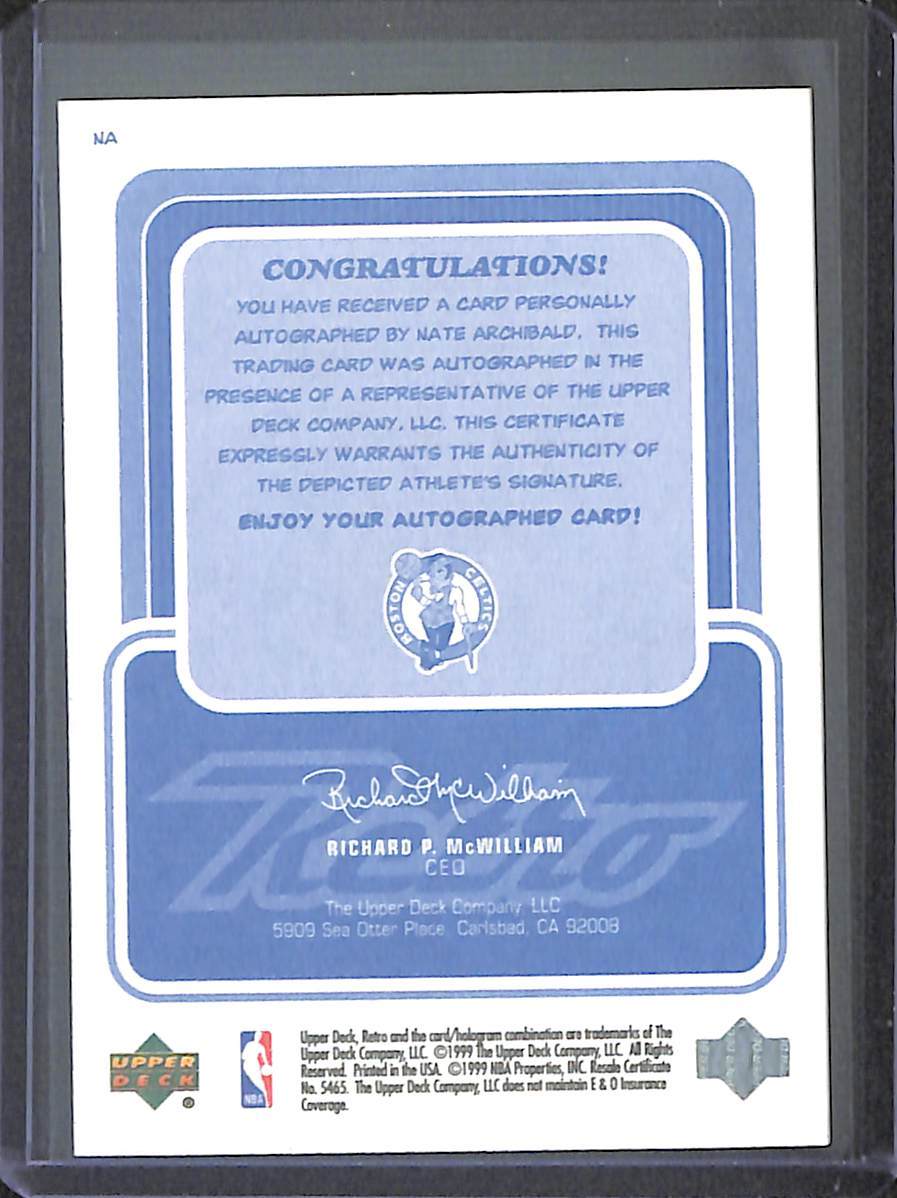 NA
CONGRATULATIONS!
YOU HAVE RECEIVED A CARD PERSONALLY
AUTOGRAPHED BY NATE ARCHIBALD. THIS
TRADING CARD WAS AUTOGRAPHED IN THE
PRESENCE OF A REPRESENTATIVE OF THE UPPER
DECK COMPANY, LLC. THIS CERTIFICATE
EXPRESSLY WARRANTS THE AUTHENTICITY OF
THE DEPICTED ATHLETE'S SIGNATURE.
ENJOY YOUR AUTOGRAPHED CARD!
BOSTON CELTICS
Retro
Richard McWilliam
RICHARD P. McWILLIAM
CEO
The Upper Deck Company, LLC
5909 Sea Otter Place, Carlsbad, CA 92008
UPPER
DECK
®
NBA
Upper Deck, Retro and the card/hologram combination are trademarks of The
Upper Deck Company, LLC. ©1999 The Upper Deck Company, LLC. All Rights
Reserved. Printed in the USA. ©1999 NBA Properties, INC. Resale Certificate
No. 5465. The Upper Deck Company, LLC does not maintain E & O Insurance
Coverage.